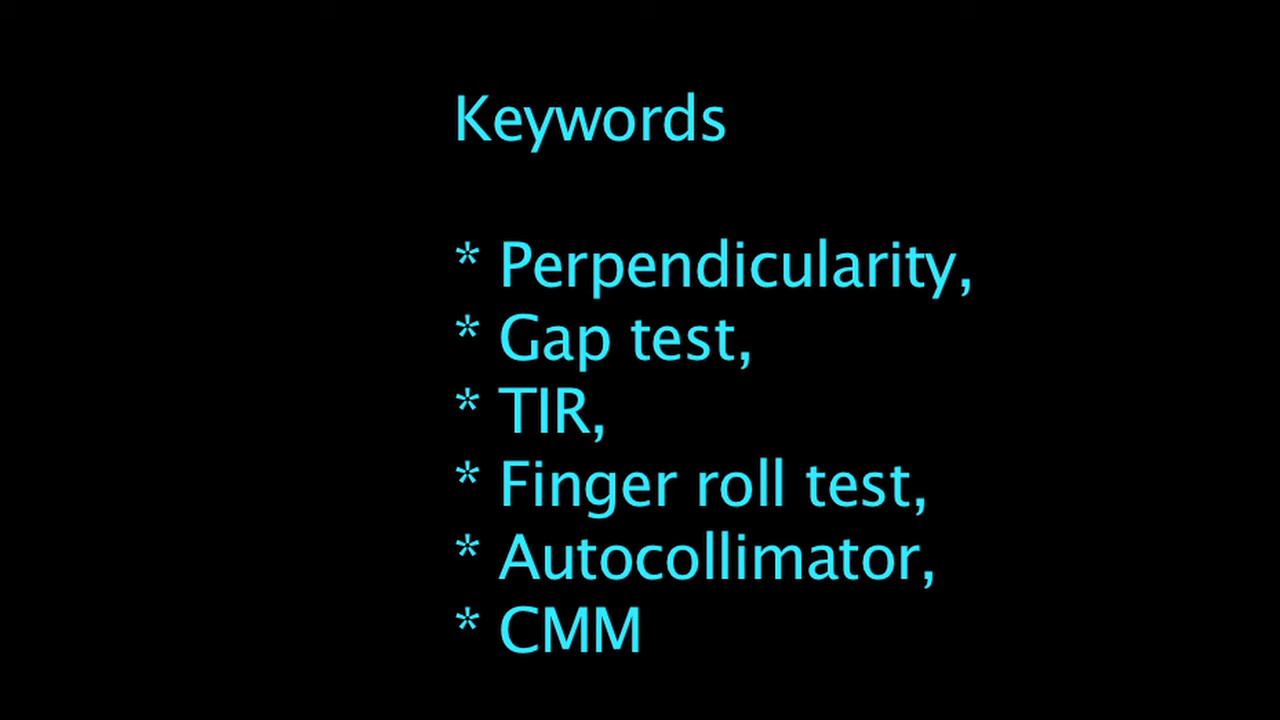 Keywords
* Perpendicularity,
* Gap test,
* TIR,
* Finger roll test,
* Autocollimator,
* CMM